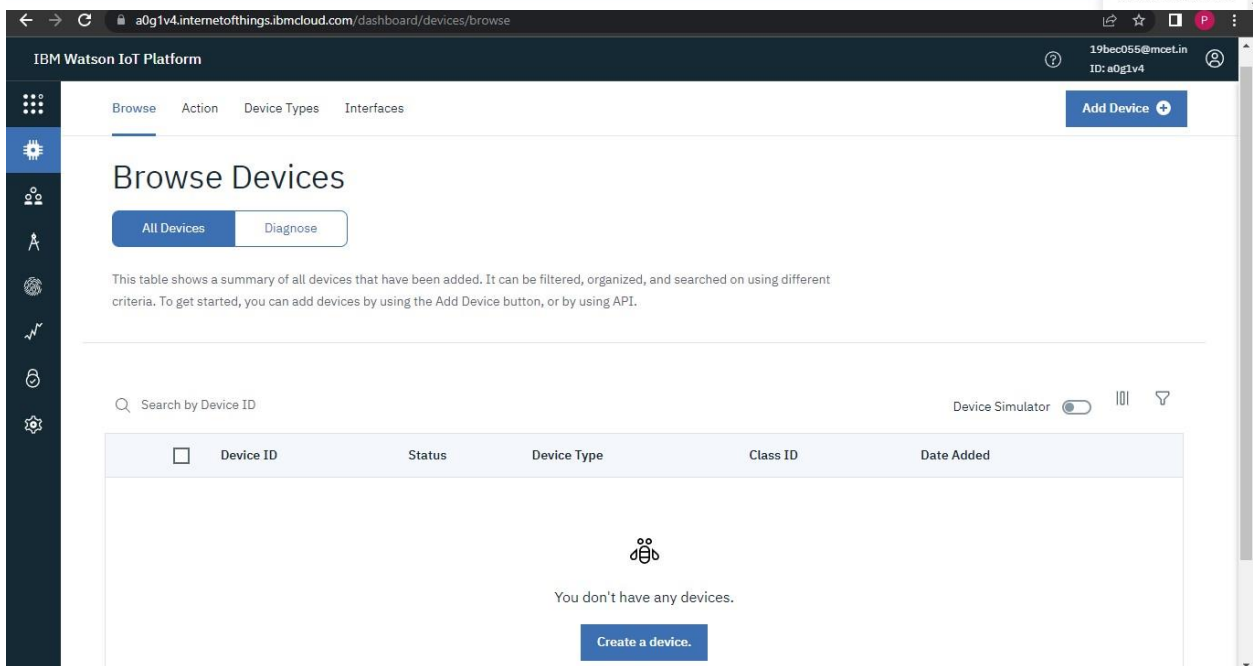 a0g1v4.internetofthings.ibmcloud.com/dashboard/devices/browse
P
IBM Watson IoT Platform
19bec055@mcet.in
ID: a0g1v4
Browse Action Device Types Interfaces
Add Device
Browse Devices
All Devices Diagnose
This table shows a summary of all devices that have been added. It can be filtered, organized, and searched on using different
criteria. To get started, you can add devices by using the Add Device button, or by using API.
Search by Device ID
Device Simulator
Device ID Status Device Type Class ID Date Added
You don't have any devices.
Create a device.